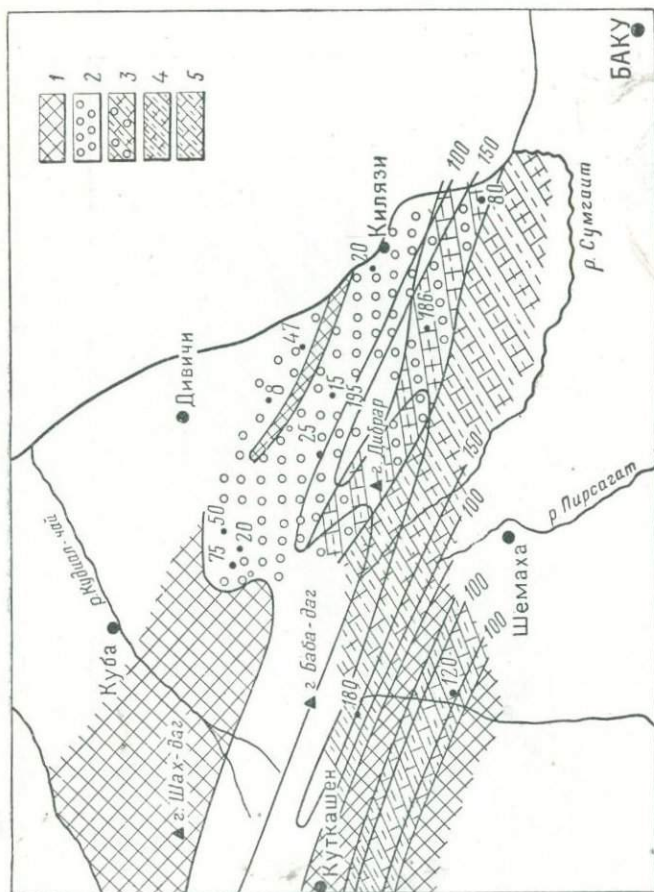 1
2
3
4
5
БАКУ
Дивичи
Килязи
р. Сумгаит
р.Кудиал-чай
Куба
г. Шах-даг
г. Баба-даг
г. Дибрар
р Пирсагат
Шемаха
Куткашен
75
50
20
8
47
20
25
15
195
186
80
100
150
150
100
100
100
180
120